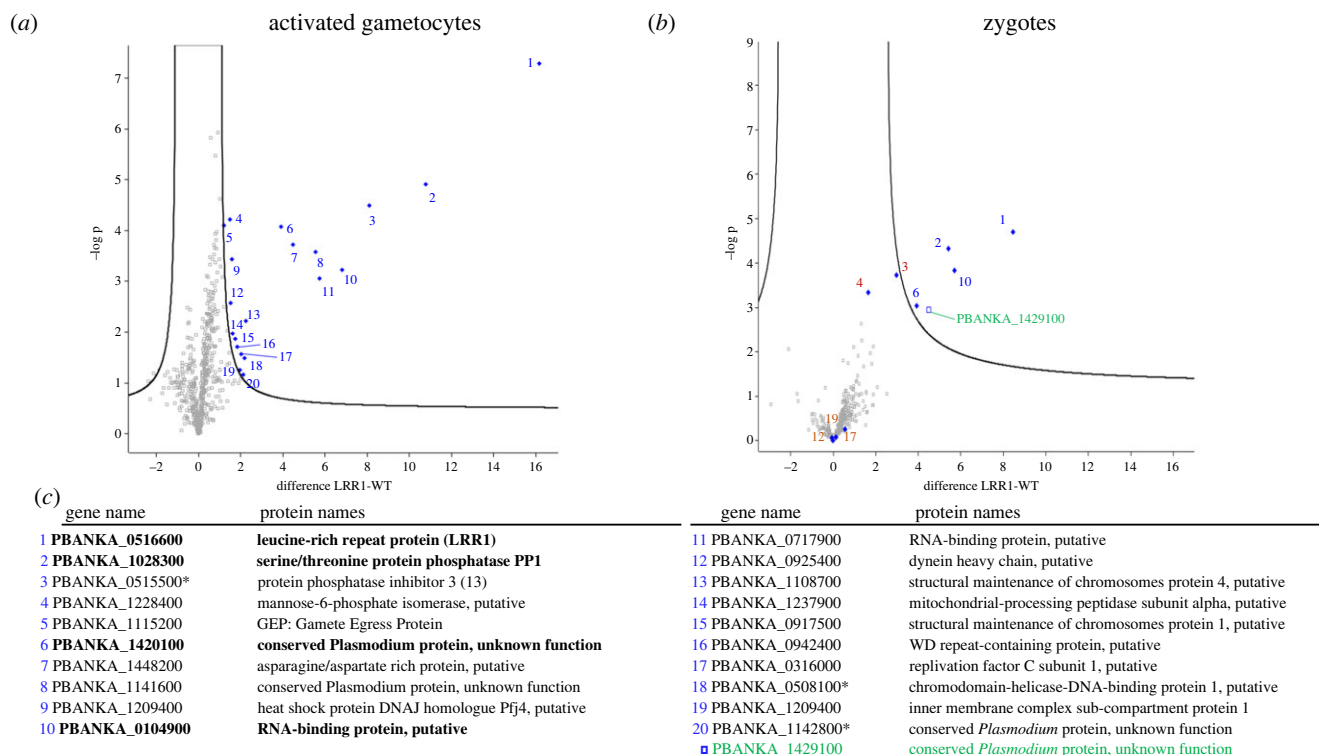 (a) activated gametocytes
7
6
5
4
3
2
1
0
–log p
–2 0 2 4 6 8 10 12 14 16
difference LRR1-WT
1
2
3
4
5
6
7
8
9
10
11
12
13
14
15
16
17
18
19
20
(b) zygotes
9
8
7
6
5
4
3
2
1
0
–log p
–2 0 2 4 6 8 10 12 14 16
difference LRR1-WT
1
2
3
4
10
6
PBANKA_1429100
19
12
17
(c)
gene name protein names
1 PBANKA_0516600 leucine-rich repeat protein (LRR1)
2 PBANKA_1028300 serine/threonine protein phosphatase PP1
3 PBANKA_0515500* protein phosphatase inhibitor 3 (13)
4 PBANKA_1228400 mannose-6-phosphate isomerase, putative
5 PBANKA_1115200 GEP: Gamete Egress Protein
6 PBANKA_1420100 conserved Plasmodium protein, unknown function
7 PBANKA_1448200 asparagine/aspartate rich protein, putative
8 PBANKA_1141600 conserved Plasmodium protein, unknown function
9 PBANKA_1209400 heat shock protein DNAJ homologue Pfj4, putative
10 PBANKA_0104900 RNA-binding protein, putative
gene name protein names
11 PBANKA_0717900 RNA-binding protein, putative
12 PBANKA_0925400 dynein heavy chain, putative
13 PBANKA_1108700 structural maintenance of chromosomes protein 4, putative
14 PBANKA_1237900 mitochondrial-processing peptidase subunit alpha, putative
15 PBANKA_0917500 structural maintenance of chromosomes protein 1, putative
16 PBANKA_0942400 WD repeat-containing protein, putative
17 PBANKA_0316000 replivation factor C subunit 1, putative
18 PBANKA_0508100* chromodomain-helicase-DNA-binding protein 1, putative
19 PBANKA_1209400 inner membrane complex sub-compartment protein 1
20 PBANKA_1142800* conserved Plasmodium protein, unknown function
PBANKA_1429100 conserved Plasmodium protein, unknown function